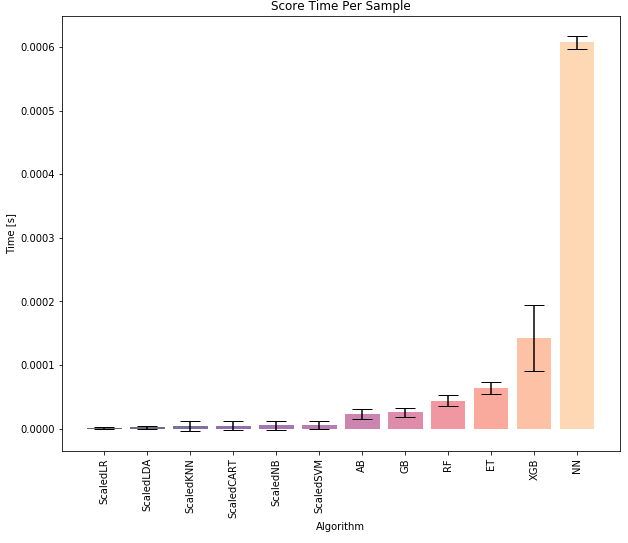 Score Time Per Sample
0.0006
0.0005
0.0004
0.0003
0.0002
0.0001
0.0000
Time [s]
ScaledLR
ScaledLDA
ScaledKNN
ScaledCART
ScaledNB
ScaledSVM
AB
GB
RF
ET
XGB
NN
Algorithm